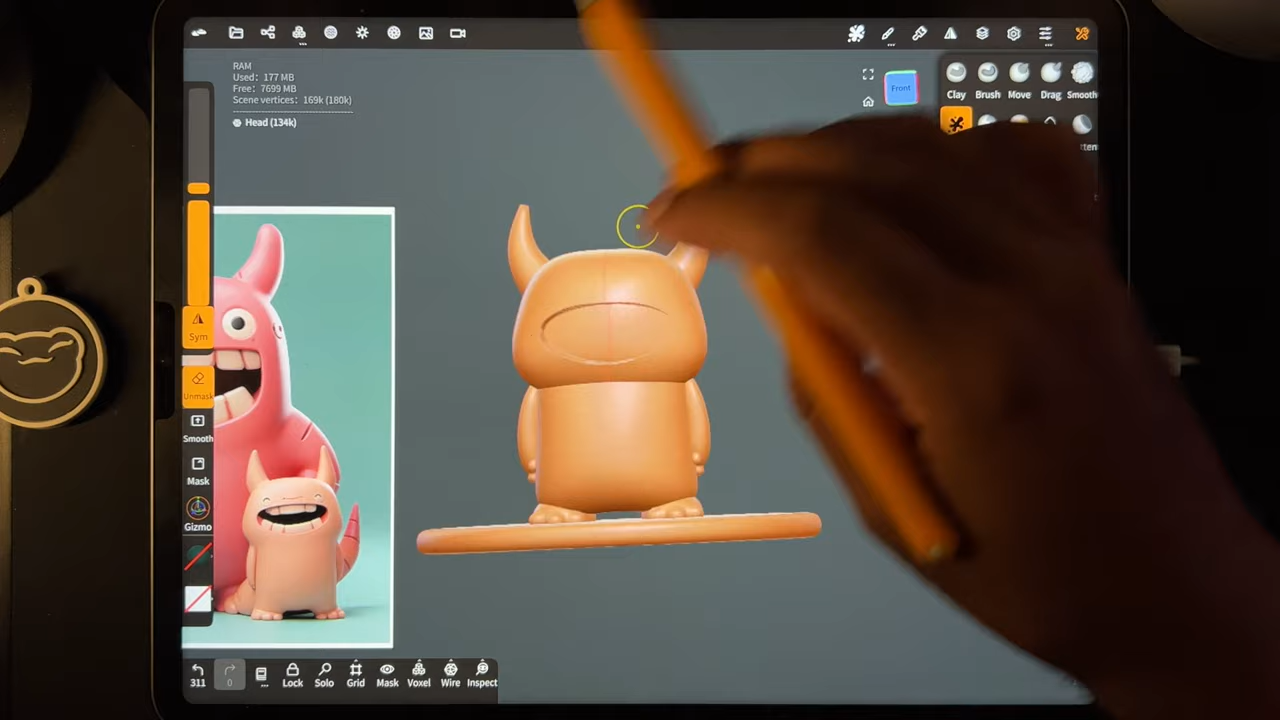 RAM
Used: 177 MB
Free: 7699 MB
Scene vertices: 169k (180k)
Head (134k)
Front
Clay Brush Move Drag Smooth
Sym
Unmask
Smooth
Mask
Gizmo
311 0 Lock Solo Grid Mask Voxel Wire Inspect